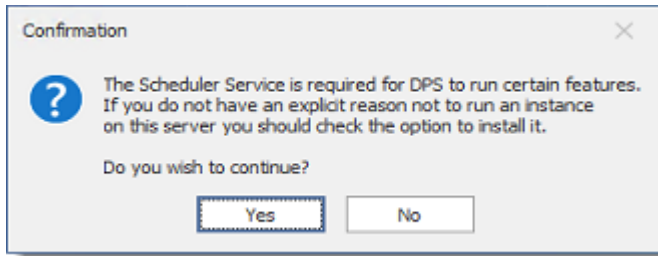 Confirmation
The Scheduler Service is required for DPS to run certain features.
If you do not have an explicit reason not to run an instance
on this server you should check the option to install it.
Do you wish to continue?
Yes
No